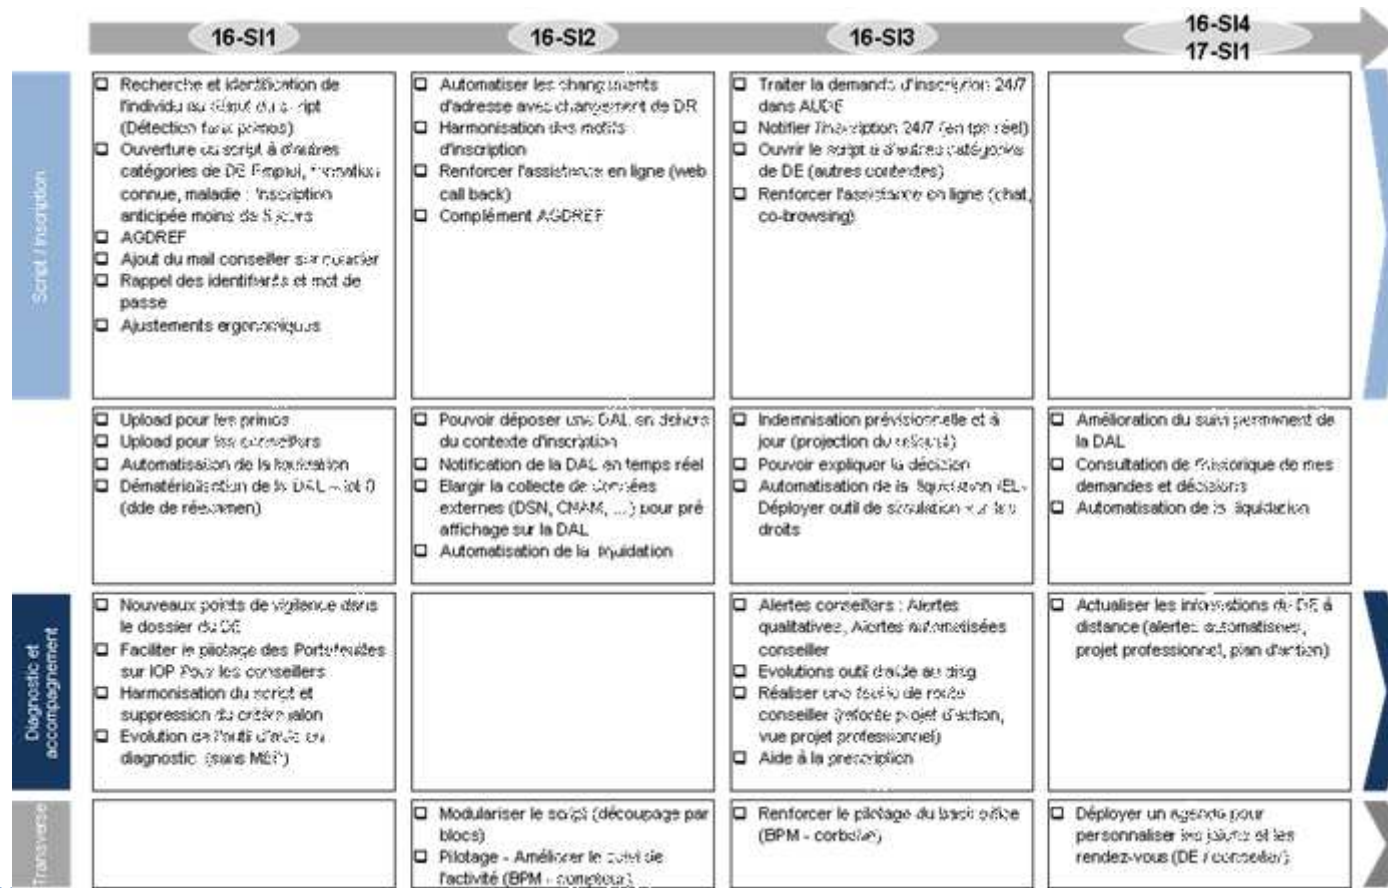 16-SI1
16-SI2
16-SI3
16-SI4
17-SI1
Script / Inscription
Recherche et identification de
l'individu au début du script
(Détection faux primos)
Ouverture du script à d'autres
catégories de DE Emploi, formation
connue, maladie : inscription
anticipée moins de 5 jours
AGDREF
Ajout du mail conseiller sur courrier
Rappel des identifiants et mot de
passe
Ajustements ergonomiques
Automatiser les changements
d'adresse avec changement de DR
Harmonisation des motifs
d'inscription
Renforcer l'assistance en ligne (web
call back)
Complément AGDREF
Traiter la demande d'inscription 24/7
dans AUDE
Notifier l'inscription 24/7 (en tps réel)
Ouvrir le script à d'autres catégories
de DE (autres contextes)
Renforcer l'assistance en ligne (chat,
co-browsing)
Upload pour les primos
Upload pour les conseillers
Automatisation de la liquidation
Dématérialisation de la DAL – lot 0
(dde de réexamen)
Pouvoir déposer une DAL en dehors
du contexte d'inscription
Notification de la DAL en temps réel
Elargir la collecte de données
externes (DSN, CNAM, ...) pour pré
affichage sur la DAL
Automatisation de la liquidation
Indemnisation prévisionnelle et à
jour (projection du reliquat)
Pouvoir expliquer la décision
Automatisation de la liquidation (EL-
Déployer outil de simulation sur les
droits
Amélioration du suivi permanent de
la DAL
Consultation de l'historique de mes
demandes et décisions
Automatisation de la liquidation
Diagnostic et
accompagnement
Nouveaux points de vigilance dans
le dossier du DE
Faciliter le pilotage des Portefeuilles
sur IOP Pour les conseillers
Harmonisation du script et
suppression du critère jalon
Evolution de l'outil d'aide au
diagnostic (sans MEP)
Alertes conseillers : Alertes
qualitatives, Alertes automatisées
conseiller
Evolutions outil d'aide au diag
Réaliser une feuille de route
conseiller (refonte projet d'action,
vue projet professionnel)
Aide à la prescription
Actualiser les informations du DE à
distance (alertes automatisées,
projet professionnel, plan d'action)
Transverse
Modulariser le script (découpage par
blocs)
Pilotage - Améliorer le suivi de
l'activité (BPM - compteur)
Renforcer le pilotage du back office
(BPM - corbeille)
Déployer un agenda pour
personnaliser les jalons et les
rendez-vous (DE / conseiller)